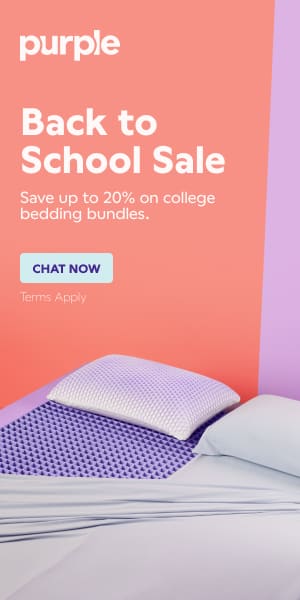 purple
Back to
School Sale
Save up to 20% on college
bedding bundles.
CHAT NOW
Terms Apply